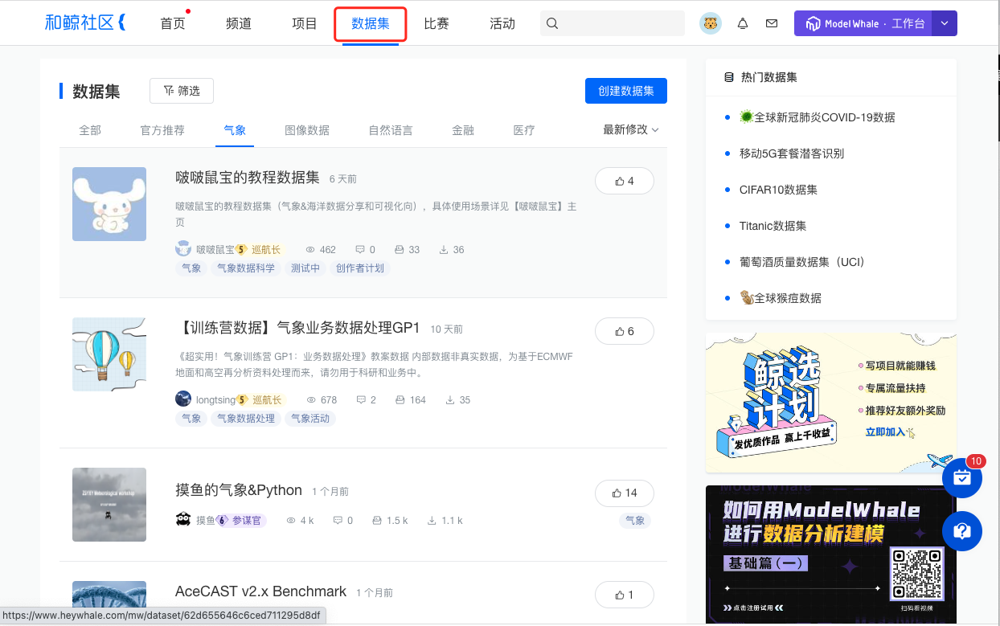 和鲸社区
首页
频道
项目
数据集
比赛
活动
ModelWhale · 工作台
数据集
筛选
创建数据集
全部
官方推荐
气象
图像数据
自然语言
金融
医疗
最新修改
啵啵鼠宝的教程数据集 6 天前
4
啵啵鼠宝的教程数据集（气象&海洋数据分享和可视化向），具体使用场景详见【啵啵鼠宝】主
页
啵啵鼠宝 5 巡航长 462 0 33 36
气象 气象数据科学 测试中 创作者计划
【训练营数据】气象业务数据处理GP1 10 天前
6
《超实用！气象训练营 GP1：业务数据处理》教案数据 内部数据非真实数据，为基于ECMWF
地面和高空再分析资料处理而来，请勿用于科研和业务中。
longtsing 5 巡航长 678 2 164 35
气象 气象数据处理 气象活动
摸鱼的气象&Python 1 个月前
14
摸鱼 6 参谋官 4 k 0 1.5 k 1.1 k
气象
AceCAST v2.x Benchmark 1 个月前
1
https://www.heywhale.com/mw/dataset/62d653646c6ced711295d8df
热门数据集
全球新冠肺炎COVID-19数据
移动5G套餐潜客识别
CIFAR10数据集
Titanic数据集
葡萄酒质量数据集（UCI）
全球猴痘数据
鲸选
计划
发优质作品 赢上千收益
写项目就能赚钱
专属流量扶持
推荐好友额外奖励
立即加入
10
如何用ModelWhale
进行数据分析建模
基础篇(一)
点击注册试用
扫码看视频